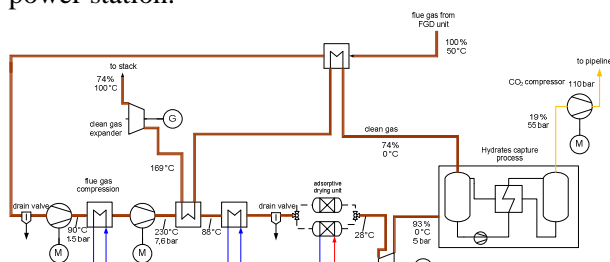 power station.
flue gas from
FGD unit
100%
50°C
to pipeline
to stack
74%
100°C
CO2 compressor
110 bar
clean gas
expander
G
clean gas
74%
0°C
19%
55 bar
M
Hydrates capture
process
169°C
flue gas
compression
adsorptive
drying unit
drain valve
drain valve
90°C
1.5 bar
230°C
7,6 bar
88°C
28°C
93%
0°C
5 bar
M
M